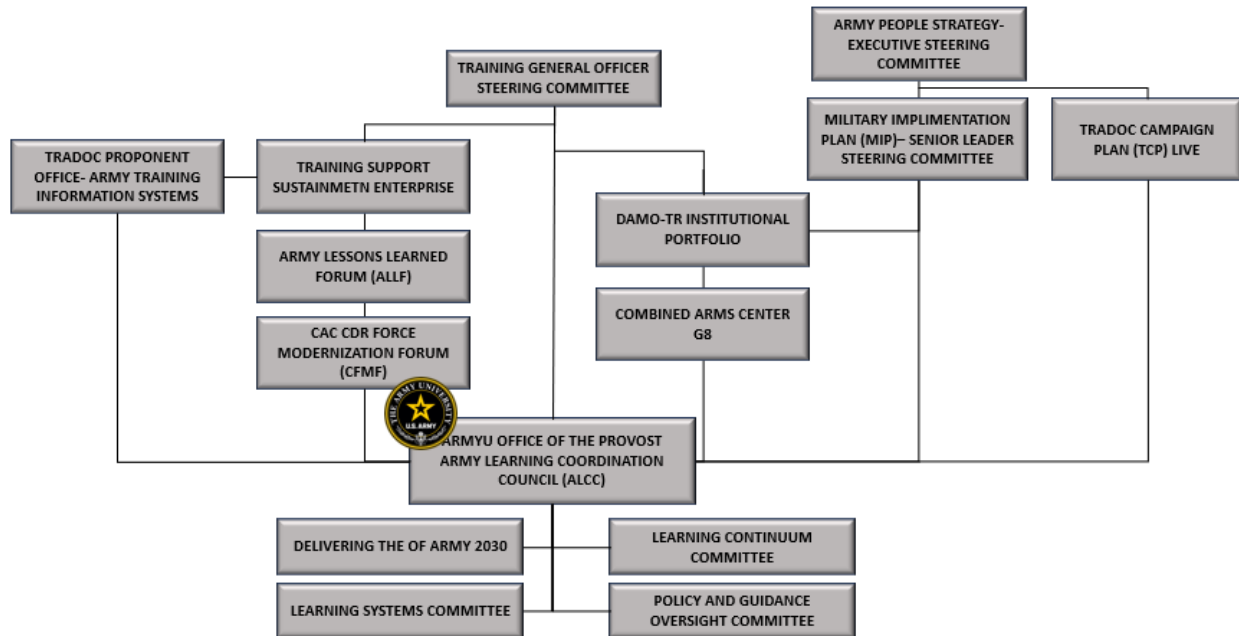 ARMY PEOPLE STRATEGY-
EXECUTIVE STEERING
COMMITTEE
TRAINING GENERAL OFFICER
STEERING COMMITTEE
MILITARY IMPLIMENTATION
PLAN (MIP)– SENIOR LEADER
STEERING COMMITTEE
TRADOC CAMPAIGN
PLAN (TCP) LIVE
TRADOC PROPONENT
OFFICE- ARMY TRAINING
INFORMATION SYSTEMS
TRAINING SUPPORT
SUSTAINMETN ENTERPRISE
DAMO-TR INSTITUTIONAL
PORTFOLIO
ARMY LESSONS LEARNED
FORUM (ALLF)
COMBINED ARMS CENTER
G8
CAC CDR FORCE
MODERNIZATION FORUM
(CFMF)
THE ARMY UNIVERSITY
U.S. ARMY
ARMYU OFFICE OF THE PROVOST
ARMY LEARNING COORDINATION
COUNCIL (ALCC)
DELIVERING THE OF ARMY 2030
LEARNING CONTINUUM
COMMITTEE
LEARNING SYSTEMS COMMITTEE
POLICY AND GUIDANCE
OVERSIGHT COMMITTEE